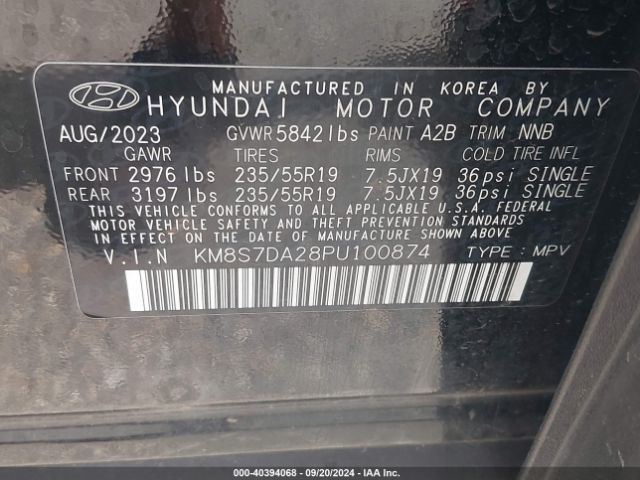 MANUFACTURED IN KOREA BY
HYUNDAI MOTOR COMPANY
AUG/2023 GVWR 5842 lbs PAINT A2B TRIM NNB
GAWR TIRES RIMS COLD TIRE INFL
FRONT 2976 lbs 235/55R19 7.5JX19 36psi SINGLE
REAR 3197 lbs 235/55R19 7.5JX19 36psi SINGLE
THIS VEHICLE CONFORMS TO ALL APPLICABLE U.S.A. FEDERAL
MOTOR VEHICLE SAFETY AND THEFT PREVENTION STANDARDS
IN EFFECT ON THE DATE OF MANUFACTURE SHOWN ABOVE
V.I.N KM8S7DA28PU100874 TYPE: MPV
000-40394068 - 09/20/2024 - IAA Inc.